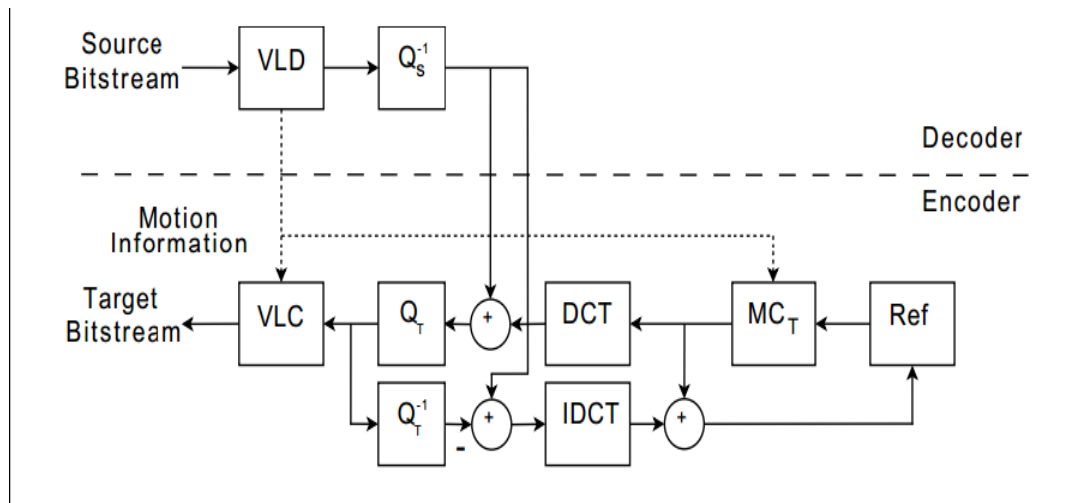 Source
Bitstream
VLD
Q_S^-1
Decoder
Encoder
Motion
Information
Target
Bitstream
VLC
Q_T
+
DCT
MC_T
Ref
Q_T^-1
-
+
IDCT
+